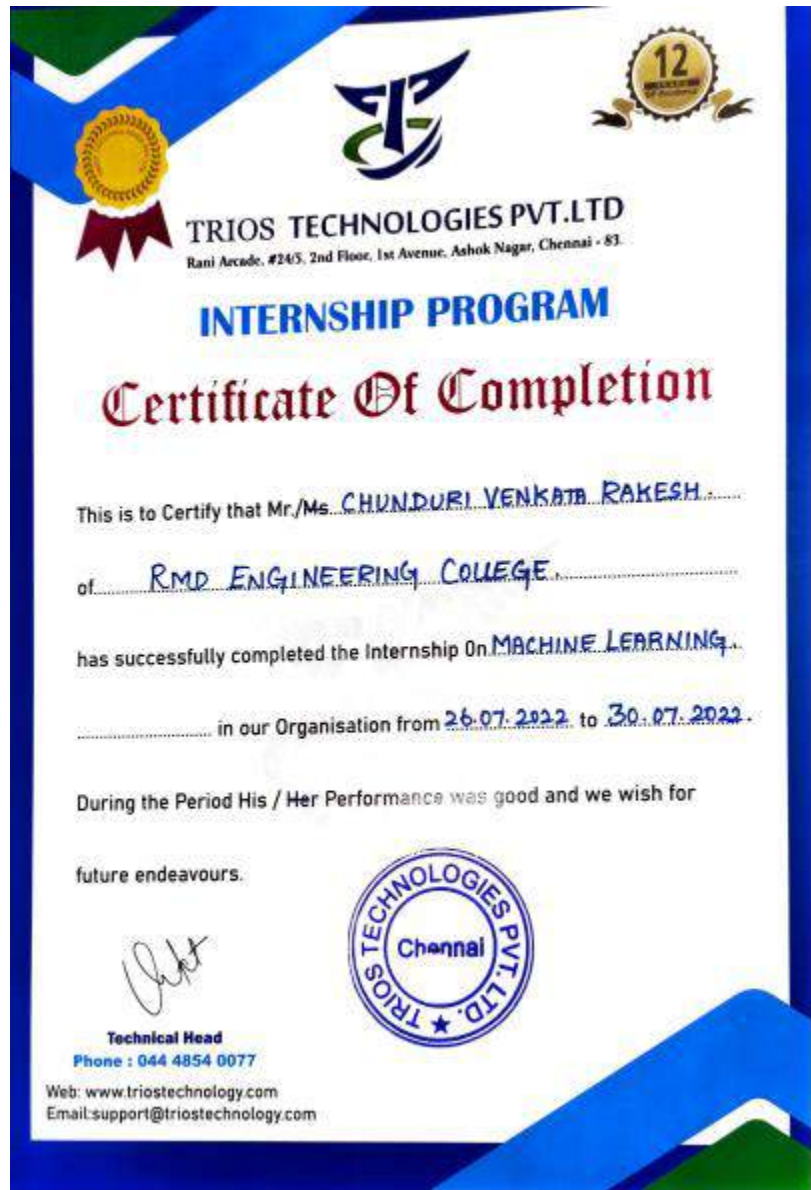 12
TRIOS TECHNOLOGIES PVT.LTD
Rani Arcade, #24/5, 2nd Floor, 1st Avenue, Ashok Nagar, Chennai - 83.
INTERNSHIP PROGRAM
Certificate Of Completion
This is to Certify that Mr./Ms. CHUNDURI VENKATA RAKESH.
of RMD ENGINEERING COLLEGE.
has successfully completed the Internship On MACHINE LEARNING.
in our Organisation from 26.07.2022 to 30.07.2022.
During the Period His / Her Performance was good and we wish for
future endeavours.
TRIOS TECHNOLOGIES PVT. LTD.
Chennai
Technical Head
Phone : 044 4854 0077
Web: www.triostechnology.com
Email:support@triostechnology.com